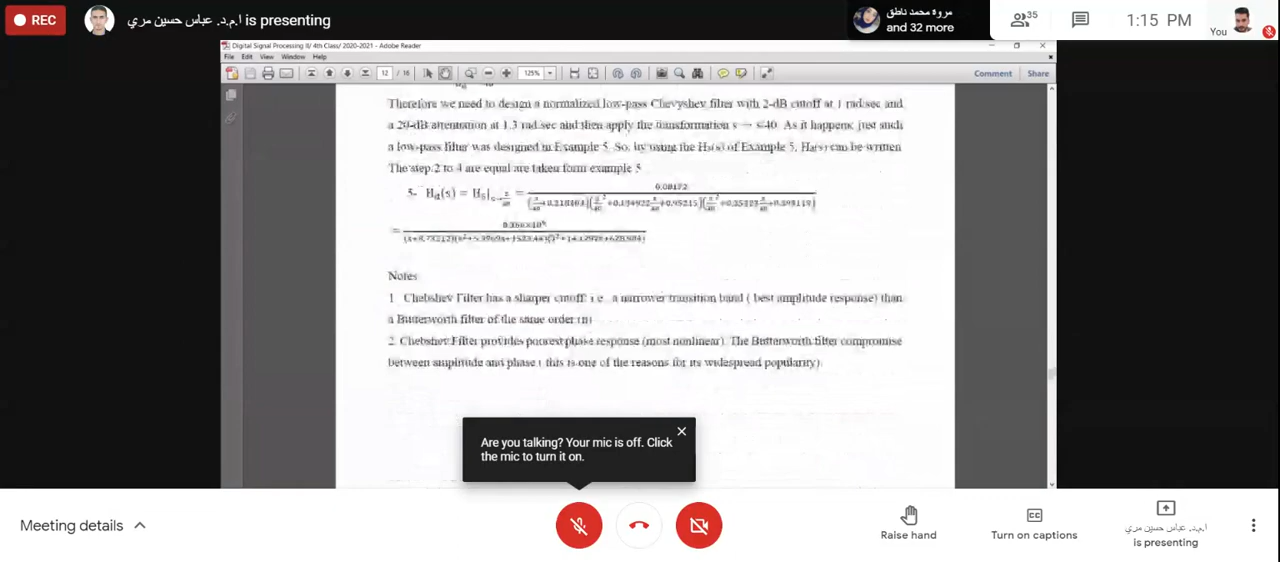 REC
ا.م.د. عباس حسين مري is presenting
مروة محمد ناطق
and 32 more
35
1:15 PM
You
Digital Signal Processing II/ 4th Class/ 2020-2021 - Adobe Reader
File Edit View Window Help
12 / 16
125%
Comment Share
Therefore we need to design a normalized low-pass Chevyshev filter with 2-dB cutoff at 1 rad/sec and
a 20-dB attentration at 1.3 rad/sec and then apply the transformation s → s/40. As it happens, just such
a low-pass filter was designed in Example 5. So, by using the Hs(s) of Example 5, Ha(s) can be written
The step 2 to 4 are equal are taken form example 5
5-
Notes
1 Chebshev Filter has a sharper cutoff: i.e a narrower transition band ( best amplitude response) than
a Butterworth filter of the same order (n)
2. Chebshev Filter provides poorest phase response (most nonlinear). The Butterworth filter compromise
between amplitude and phase ( this is one of the reasons for its widespread popularity)
Are you talking? Your mic is off. Click
the mic to turn it on.
Meeting details
Raise hand
Turn on captions
ا.م.د. عباس حسين مري
is presenting